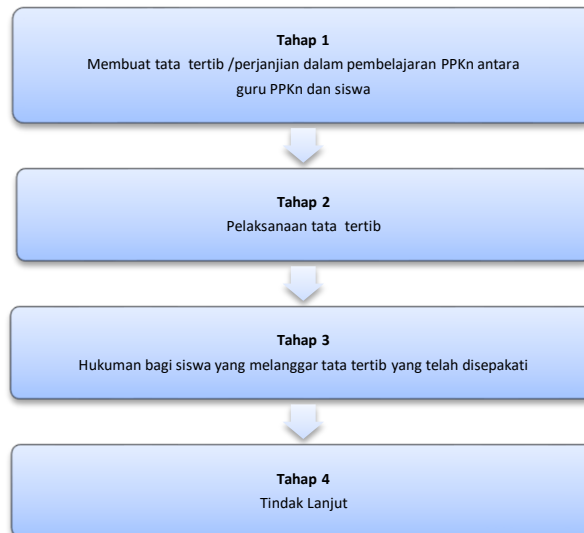 Tahap 1
Membuat tata tertib /perjanjian dalam pembelajaran PPKn antara
guru PPKn dan siswa
Tahap 2
Pelaksanaan tata tertib
Tahap 3
Hukuman bagi siswa yang melanggar tata tertib yang telah disepakati
Tahap 4
Tindak Lanjut